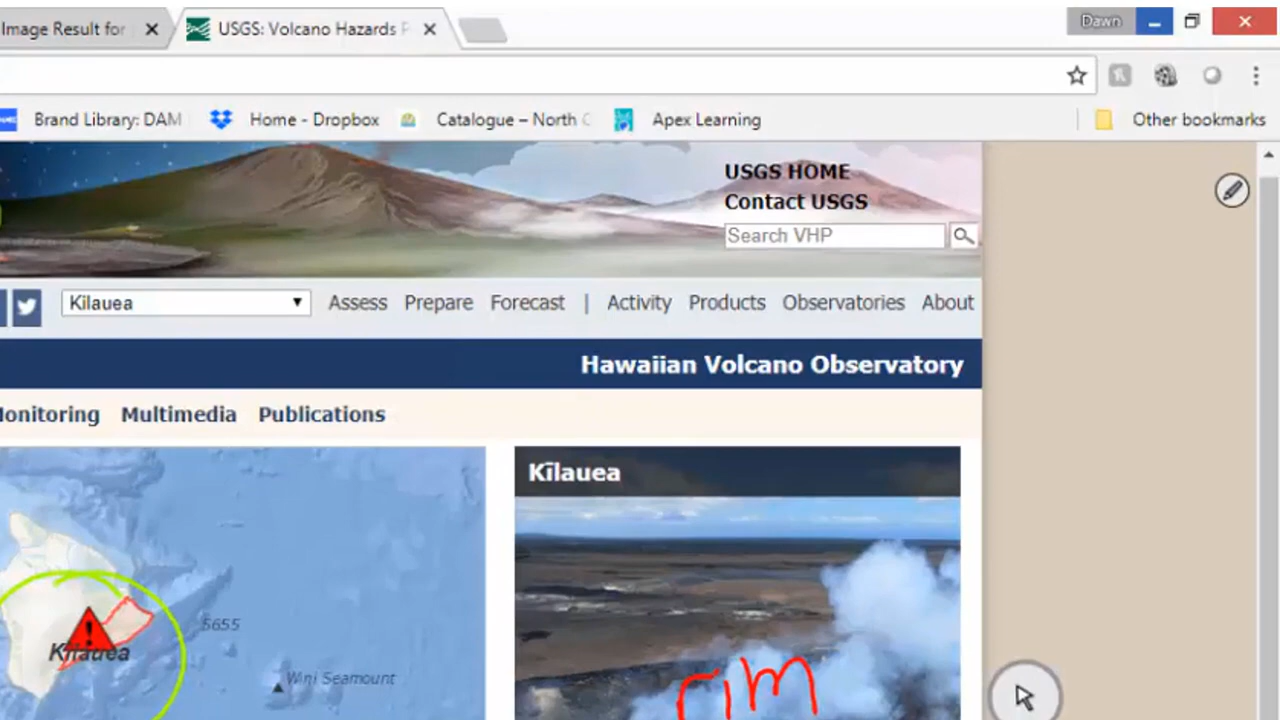 Image Result for
USGS: Volcano Hazards P
Dawn
Brand Library: DAM
Home - Dropbox
Catalogue – North C
Apex Learning
Other bookmarks
USGS HOME
Contact USGS
Search VHP
Kīlauea
Assess Prepare Forecast | Activity Products Observatories About
Hawaiian Volcano Observatory
Monitoring Multimedia Publications
Kīlauea
5655
Kīlauea
Wini Seamount
rim